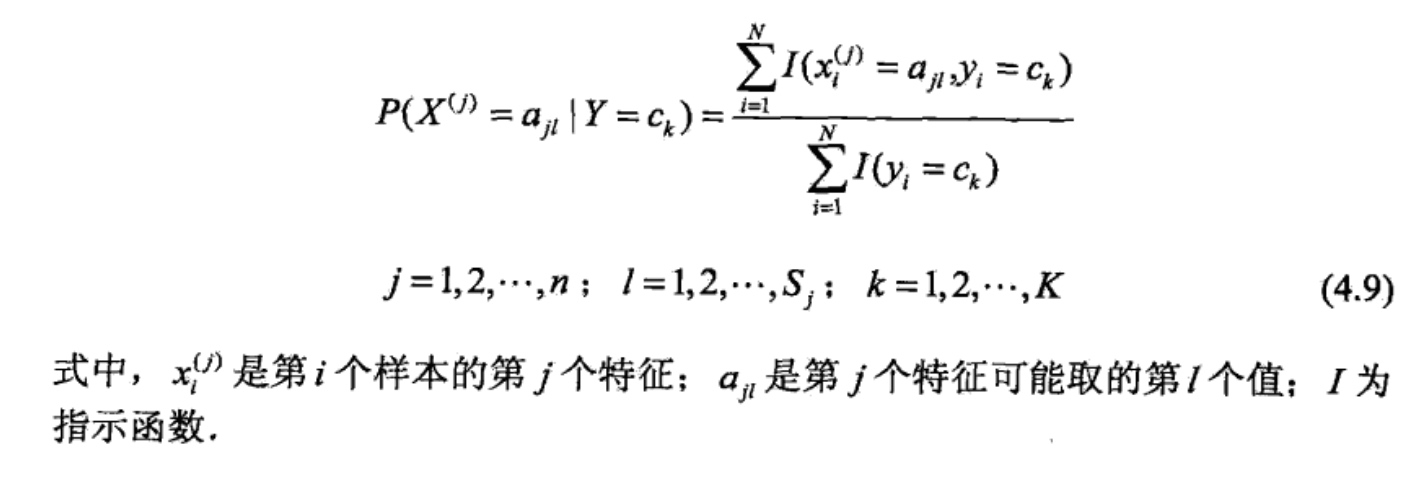 $$P(X^{(j)} = a_{jl} \mid Y = c_k) = \frac{\sum_{i=1}^{N} I(x_i^{(j)} = a_{jl}, y_i = c_k)}{\sum_{i=1}^{N} I(y_i = c_k)}$$
$j = 1,2,\cdots,n$； $l = 1,2,\cdots,S_j$； $k = 1,2,\cdots,K$ (4.9)
式中，$x_i^{(j)}$ 是第 $i$ 个样本的第 $j$ 个特征；$a_{jl}$ 是第 $j$ 个特征可能取的第 $l$ 个值；$I$ 为
指示函数．